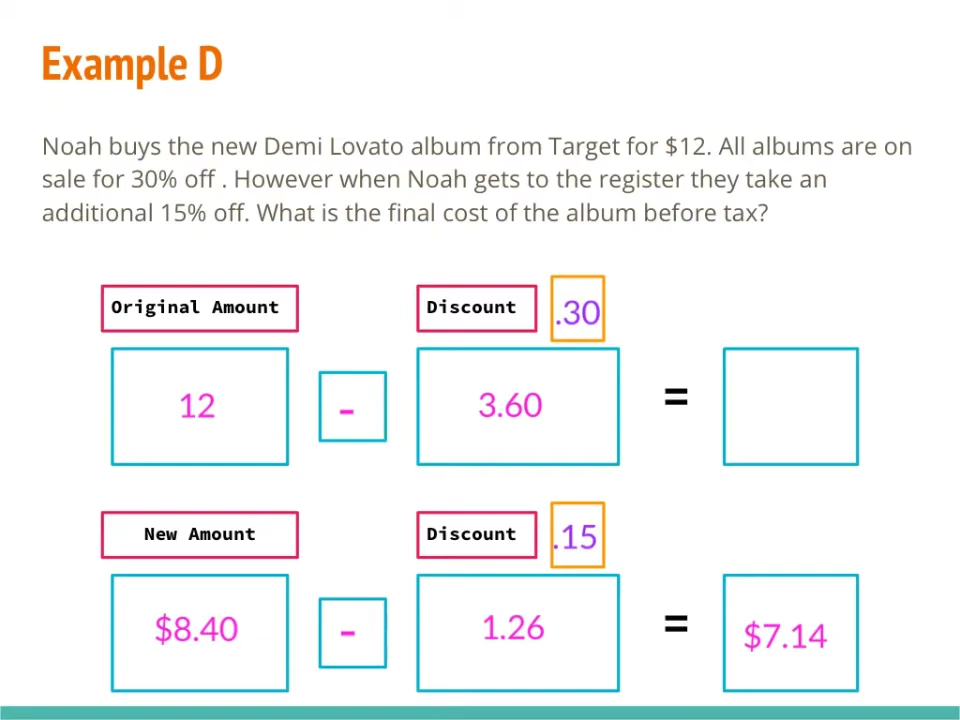 Example D
Noah buys the new Demi Lovato album from Target for $12. All albums are on
sale for 30% off . However when Noah gets to the register they take an
additional 15% off. What is the final cost of the album before tax?
Original Amount Discount .30
12 - 3.60 =
New Amount Discount .15
$8.40 - 1.26 = $7.14